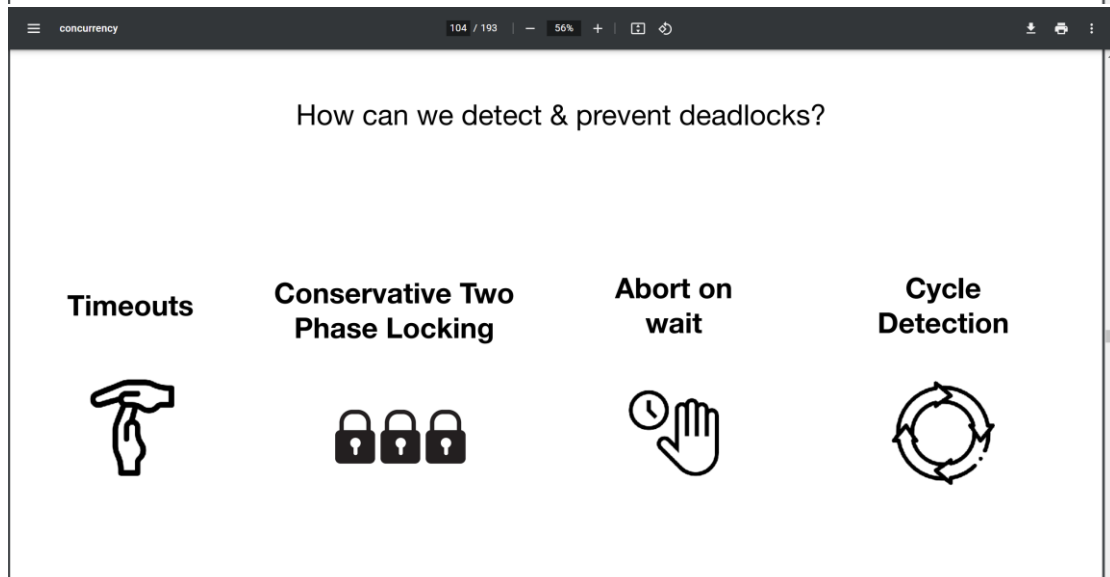 concurrency
104 / 193
56%
How can we detect & prevent deadlocks?
Timeouts
Conservative Two
Phase Locking
Abort on
wait
Cycle
Detection